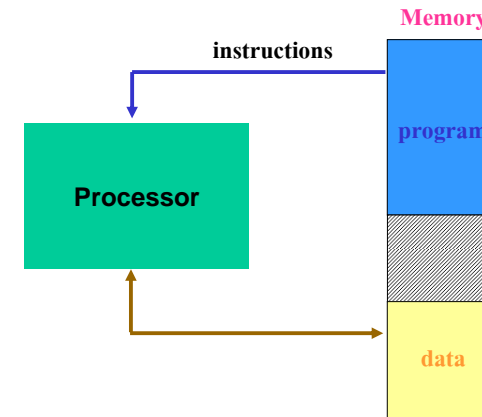 Memory
instructions
program
Processor
data